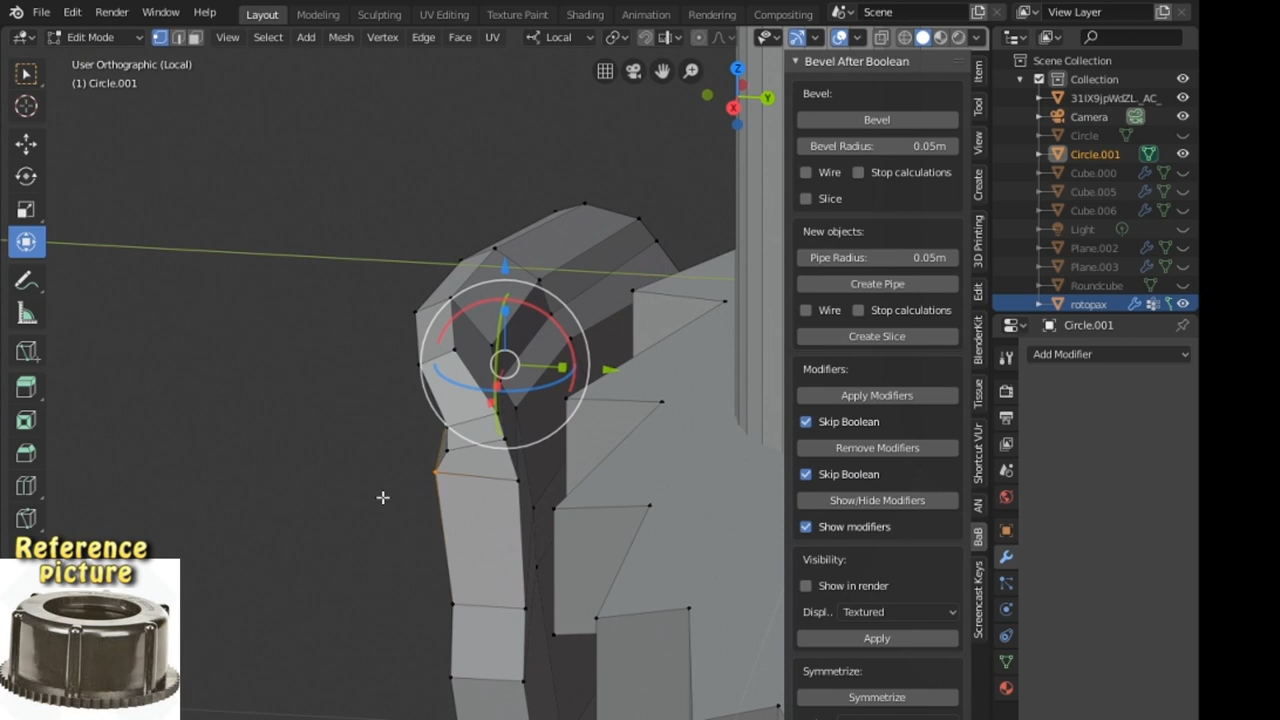 File Edit Render Window Help Layout Modeling Sculpting UV Editing Texture Paint Shading Animation Rendering Compositing Scene View Layer
Edit Mode View Select Add Mesh Vertex Edge Face UV Local
User Orthographic (Local)
(1) Circle.001
Z
Y
X
Bevel After Boolean
Bevel:
Bevel
Bevel Radius: 0.05m
Wire Stop calculations
Slice
New objects:
Pipe Radius: 0.05m
Create Pipe
Wire Stop calculations
Create Slice
Modifiers:
Apply Modifiers
Skip Boolean
Remove Modifiers
Skip Boolean
Show/Hide Modifiers
Show modifiers
Visibility:
Show in render
Displ.. Textured
Apply
Symmetrize:
Symmetrize
Item
Tool
View
Create
3D Printing
Edit
BlenderKit
Tissue
Shortcut VUr
AN
BaB
Screencast Keys
Scene Collection
Collection
31IX9jpWdZL _AC_
Camera
Circle
Circle.001
Cube.000
Cube.005
Cube.006
Light
Plane.002
Plane.003
Roundcube
rotopax
Circle.001
Add Modifier
Reference
picture